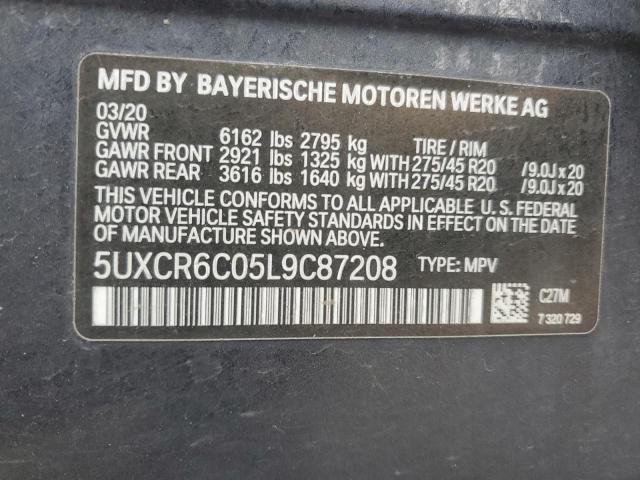 MFD BY BAYERISCHE MOTOREN WERKE AG
03/20
GVWR 6162 lbs 2795 kg TIRE / RIM
GAWR FRONT 2921 lbs 1325 kg WITH 275/45 R20 /9.0J x 20
GAWR REAR 3616 lbs 1640 kg WITH 275/45 R20 /9.0J x 20
THIS VEHICLE CONFORMS TO ALL APPLICABLE U.S. FEDERAL
MOTOR VEHICLE SAFETY STANDARDS IN EFFECT ON THE DATE
OF MANUFACTURE SHOWN ABOVE.
5UXCR6C05L9C87208 TYPE: MPV
C27M
7 320 729